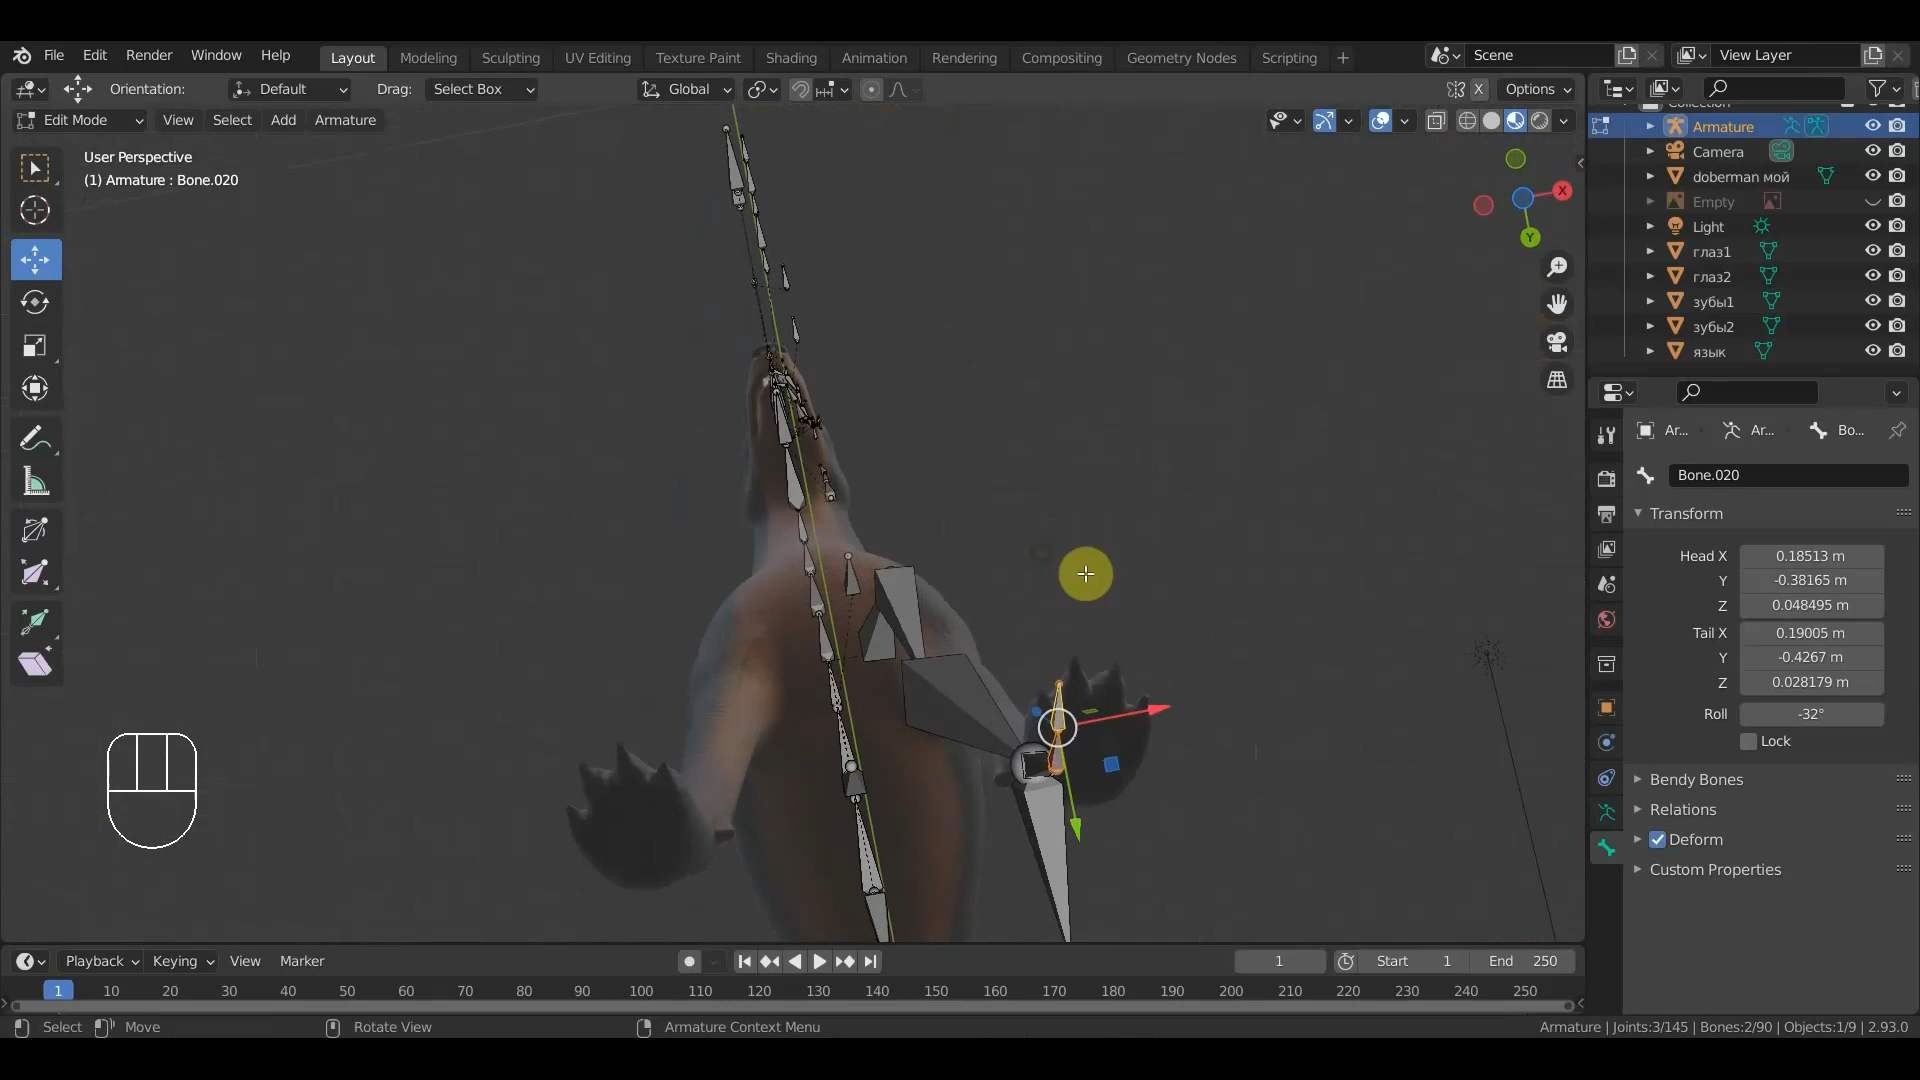 File Edit Render Window Help Layout Modeling Sculpting UV Editing Texture Paint Shading Animation Rendering Compositing Geometry Nodes Scripting + Scene View Layer
Orientation: Default Drag: Select Box Global X Options
Edit Mode View Select Add Armature
User Perspective
(1) Armature : Bone.020
X
Y
Collection
Armature
Camera
doberman мой
Empty
Light
глаз1
глаз2
зубы1
зубы2
язык
Ar... Ar... Bo...
Bone.020
Transform
Head X 0.18513 m
Y -0.38165 m
Z 0.048495 m
Tail X 0.19005 m
Y -0.4267 m
Z 0.028179 m
Roll -32°
Lock
Bendy Bones
Relations
Deform
Custom Properties
Playback Keying View Marker 1 Start 1 End 250
1 10 20 30 40 50 60 70 80 90 100 110 120 130 140 150 160 170 180 190 200 210 220 230 240 250
Select Move Rotate View Armature Context Menu Armature | Joints:3/145 | Bones:2/90 | Objects:1/9 | 2.93.0